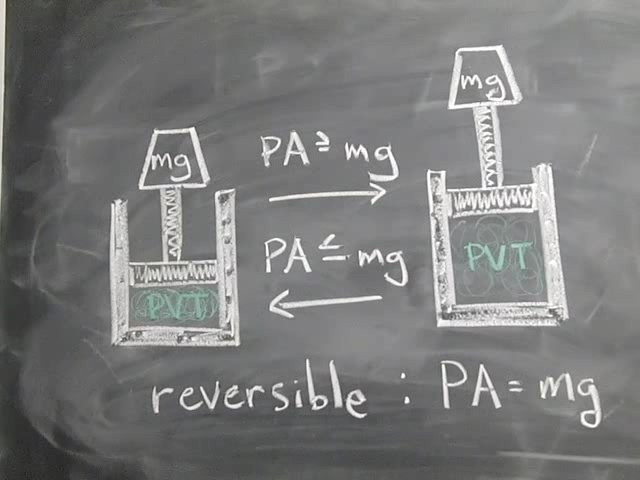 mg
PVT
PA ≥ mg
PA ≤ mg
mg
PVT
reversible : PA = mg